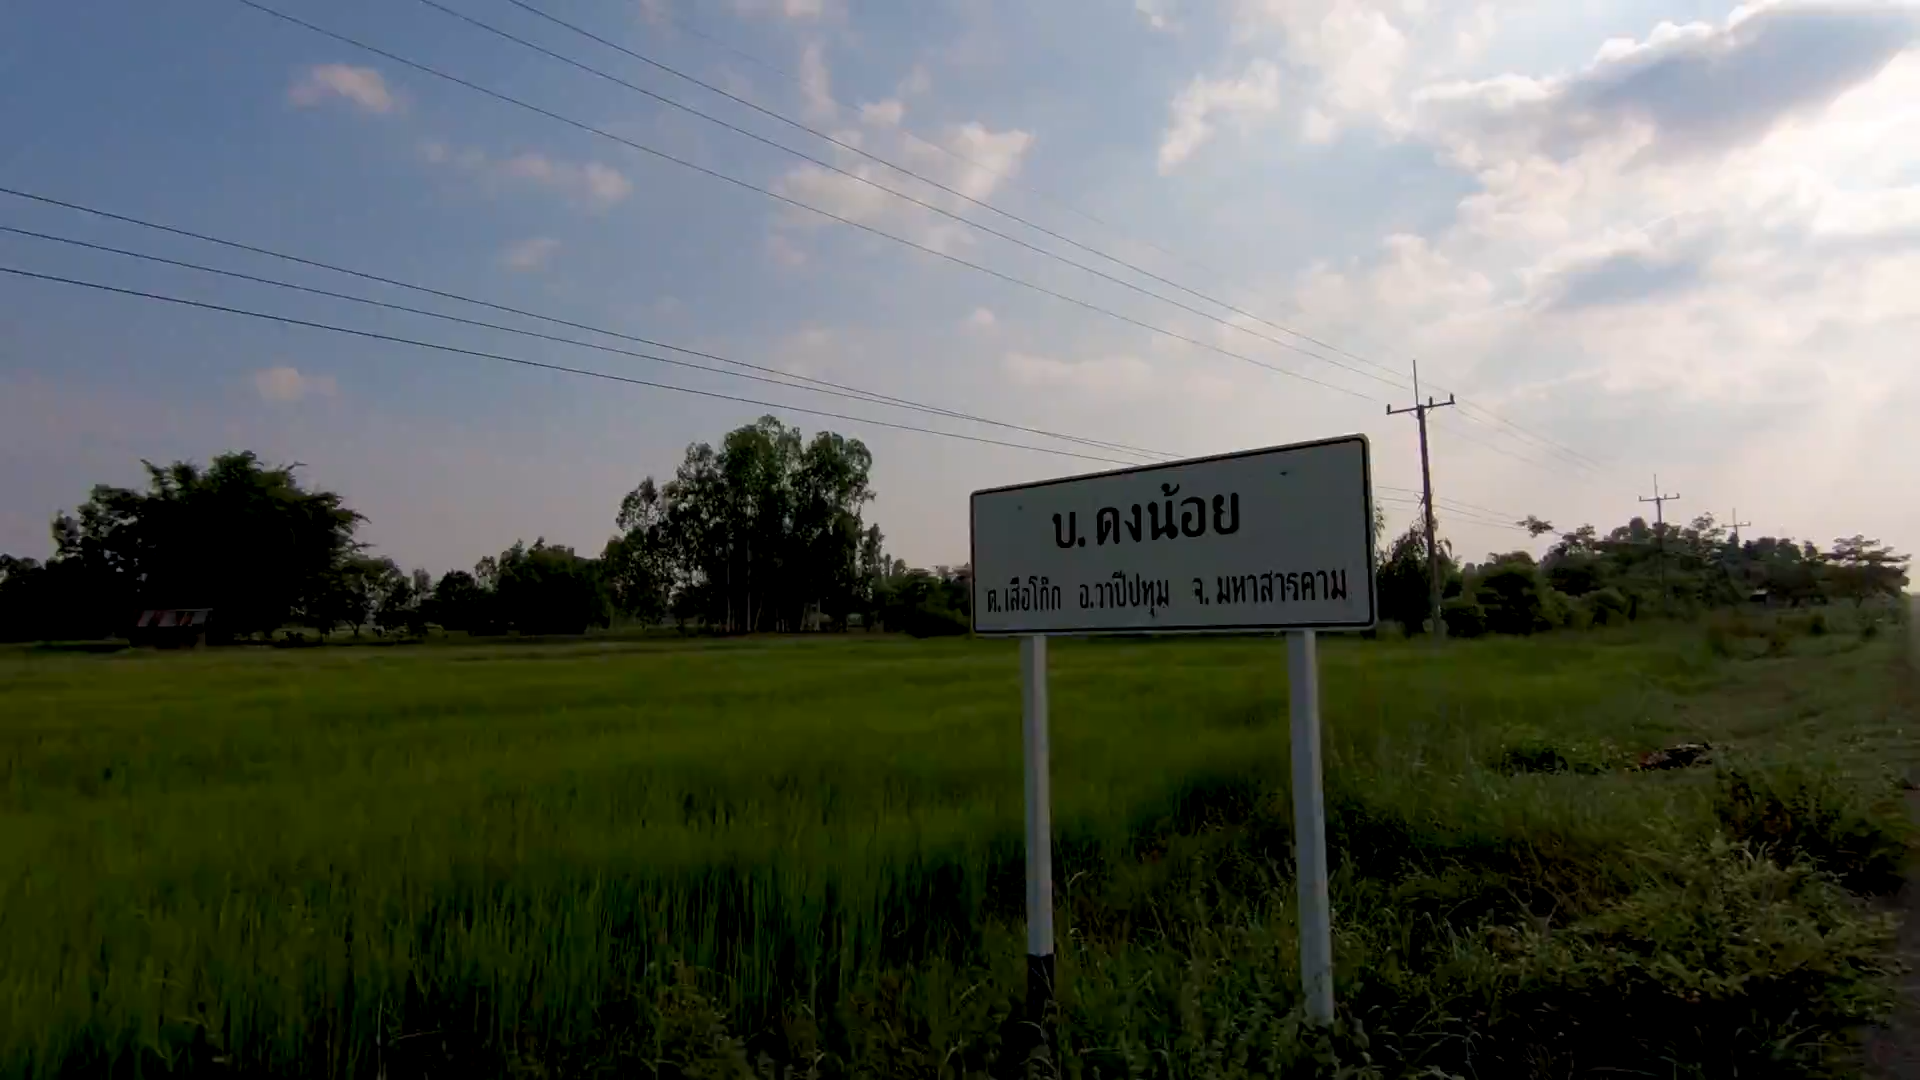 บ. ดงน้อย
ต. เสือโก้ก อ.วาปีปทุม จ. มหาสารคาม